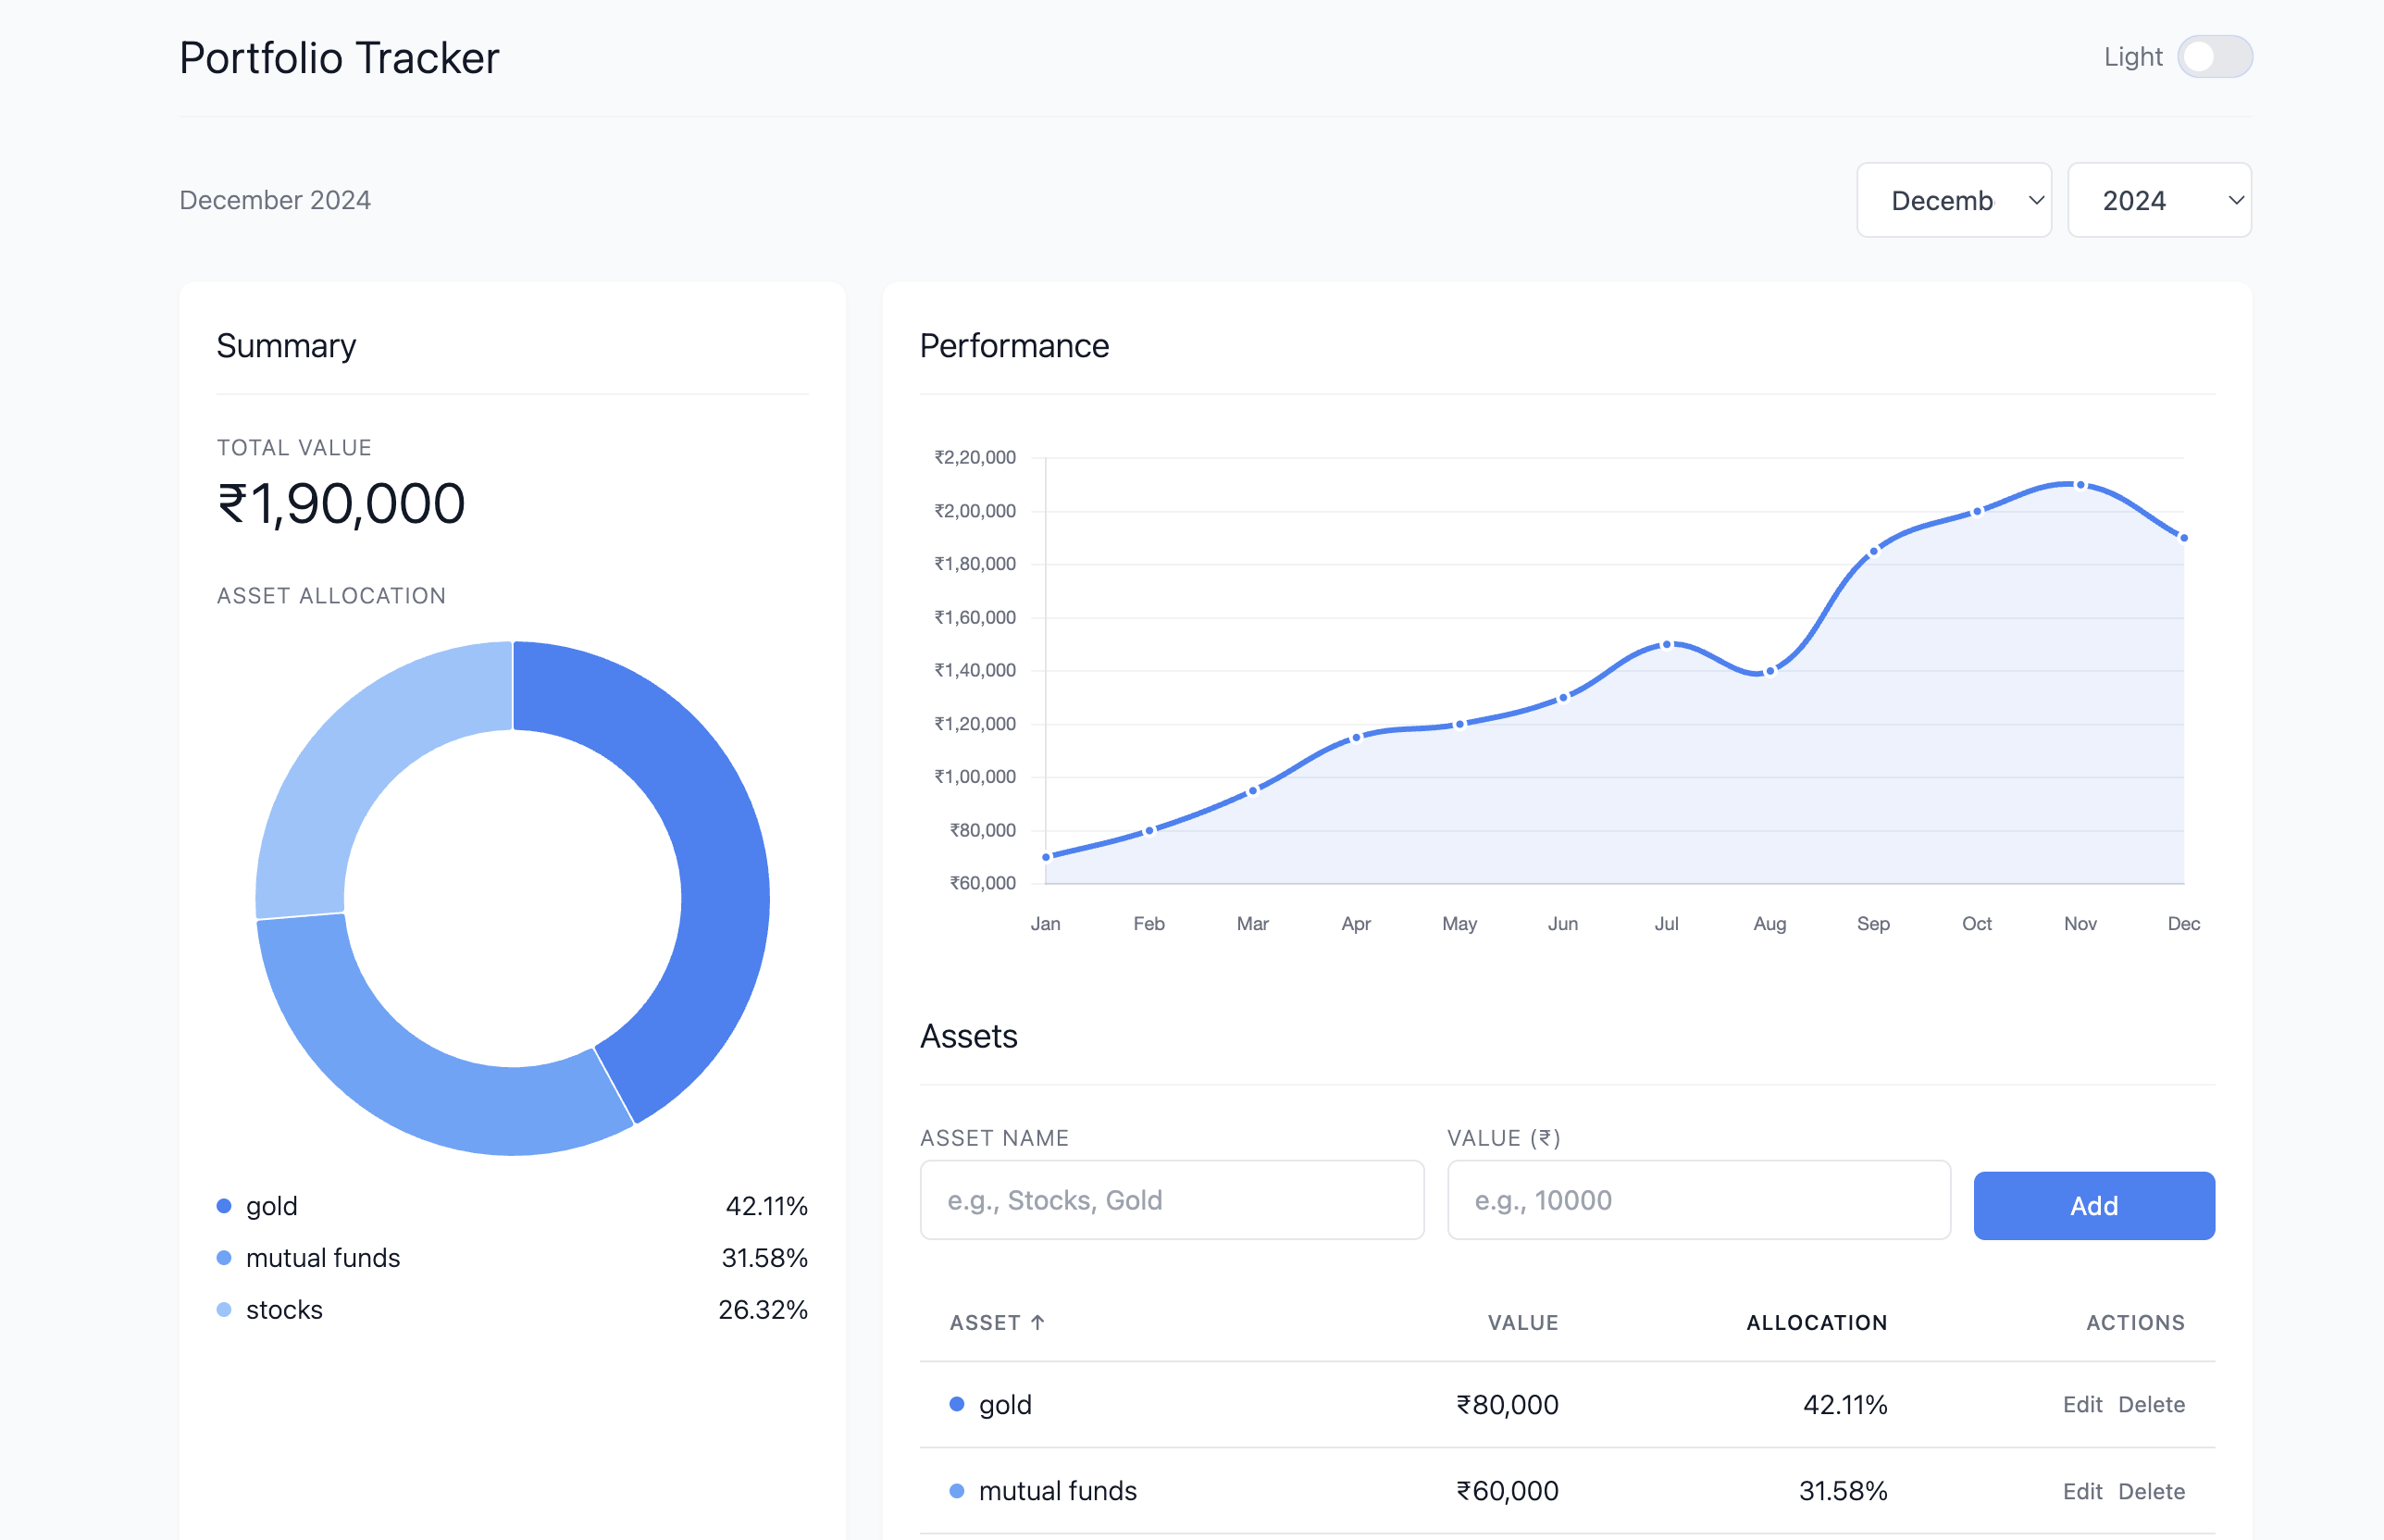 Portfolio Tracker
Light
December 2024
Decemb
2024
Summary
TOTAL VALUE
₹1,90,000
ASSET ALLOCATION
gold 42.11%
mutual funds 31.58%
stocks 26.32%
Performance
₹2,20,000
₹2,00,000
₹1,80,000
₹1,60,000
₹1,40,000
₹1,20,000
₹1,00,000
₹80,000
₹60,000
Jan Feb Mar Apr May Jun Jul Aug Sep Oct Nov Dec
Assets
ASSET NAME VALUE (₹)
e.g., Stocks, Gold e.g., 10000 Add
ASSET ↑ VALUE ALLOCATION ACTIONS
gold ₹80,000 42.11% Edit Delete
mutual funds ₹60,000 31.58% Edit Delete